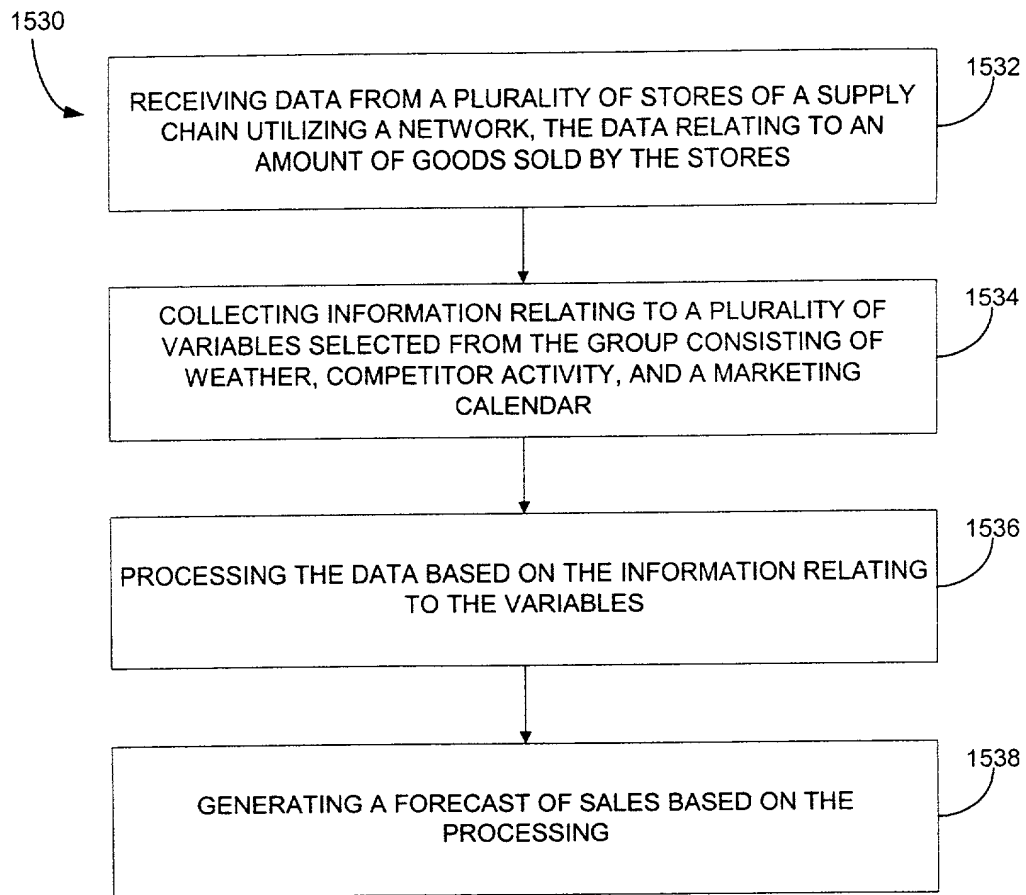 1530
1532
RECEIVING DATA FROM A PLURALITY OF STORES OF A SUPPLY
CHAIN UTILIZING A NETWORK, THE DATA RELATING TO AN
AMOUNT OF GOODS SOLD BY THE STORES
1534
COLLECTING INFORMATION RELATING TO A PLURALITY OF
VARIABLES SELECTED FROM THE GROUP CONSISTING OF
WEATHER, COMPETITOR ACTIVITY, AND A MARKETING
CALENDAR
1536
PROCESSING THE DATA BASED ON THE INFORMATION RELATING
TO THE VARIABLES
1538
GENERATING A FORECAST OF SALES BASED ON THE
PROCESSING